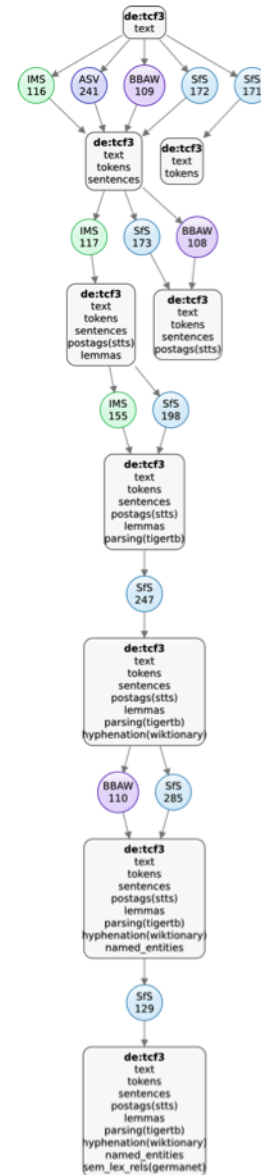 de:tcf3
text
IMS
116
ASV
241
BBAW
109
SfS
172
SfS
171
de:tcf3
text
tokens
sentences
de:tcf3
text
tokens
IMS
117
SfS
173
BBAW
108
de:tcf3
text
tokens
sentences
postags(stts)
lemmas
de:tcf3
text
tokens
sentences
postags(stts)
IMS
155
SfS
198
de:tcf3
text
tokens
sentences
postags(stts)
lemmas
parsing(tigertb)
SfS
247
de:tcf3
text
tokens
sentences
postags(stts)
lemmas
parsing(tigertb)
hyphenation(wiktionary)
BBAW
110
SfS
285
de:tcf3
text
tokens
sentences
postags(stts)
lemmas
parsing(tigertb)
hyphenation(wiktionary)
named_entities
SfS
129
de:tcf3
text
tokens
sentences
postags(stts)
lemmas
parsing(tigertb)
hyphenation(wiktionary)
named_entities
sem_lex_rels(germanet)